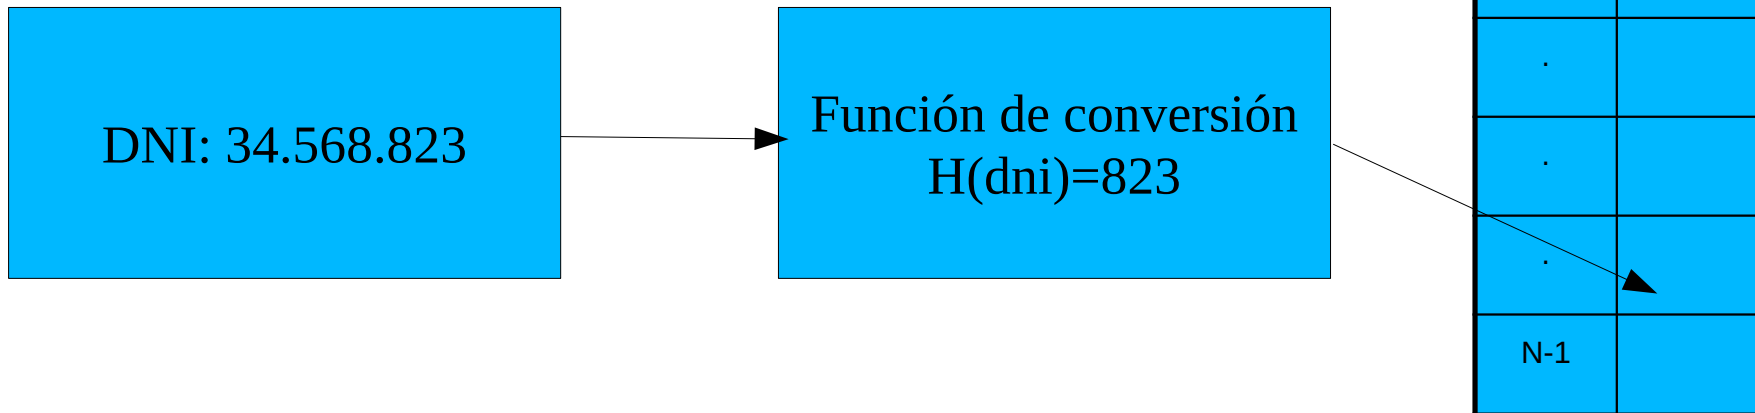 DNI: 34.568.823
Función de conversión
H(dni)=823
.
.
.
N-1